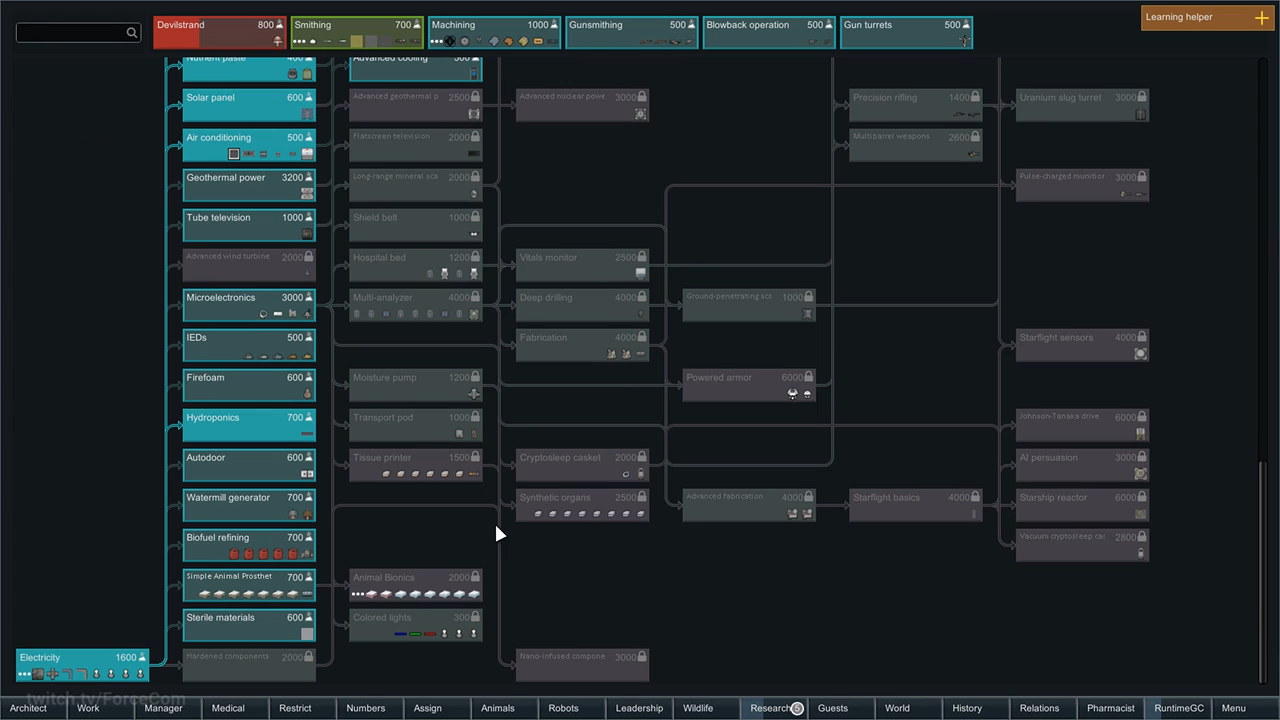 Devilstrand 800
Smithing 700
Machining 1000
Gunsmithing 500
Blowback operation 500
Gun turrets 500
Learning helper
Nutrient paste 400
Advanced cooling 500
Solar panel 600
Advanced geothermal p 2500
Advanced nuclear powe 3000
Precision rifling 1400
Uranium slug turret 3000
Air conditioning 500
Flatscreen television 2000
Multibarrel weapons 2600
Geothermal power 3200
Long-range mineral sca 2000
Pulse-charged munition 3000
Tube television 1000
Shield belt 1000
Advanced wind turbine 2000
Hospital bed 1200
Vitals monitor 2500
Microelectronics 3000
Multi-analyzer 4000
Deep drilling 4000
Ground-penetrating sca 1000
IEDs 500
Fabrication 4000
Starflight sensors 4000
Firefoam 600
Moisture pump 1200
Powered armor 6000
Hydroponics 700
Transport pod 1000
Johnson-Tanaka drive 6000
Autodoor 600
Tissue printer 1500
Cryptosleep casket 2000
AI persuasion 3000
Watermill generator 700
Synthetic organs 2500
Advanced fabrication 4000
Starflight basics 4000
Starship reactor 6000
Biofuel refining 700
Vacuum cryptosleep cas 2800
Simple Animal Prosthet 700
Animal Bionics 2000
Sterile materials 600
Colored lights 300
Electricity 1600
Hardened components 2000
Nano-infused compone 3000
twitch.tv/ForceCom
Architect Work Manager Medical Restrict Numbers Assign Animals Robots Leadership Wildlife Research 5 Guests World History Relations Pharmacist RuntimeGC Menu